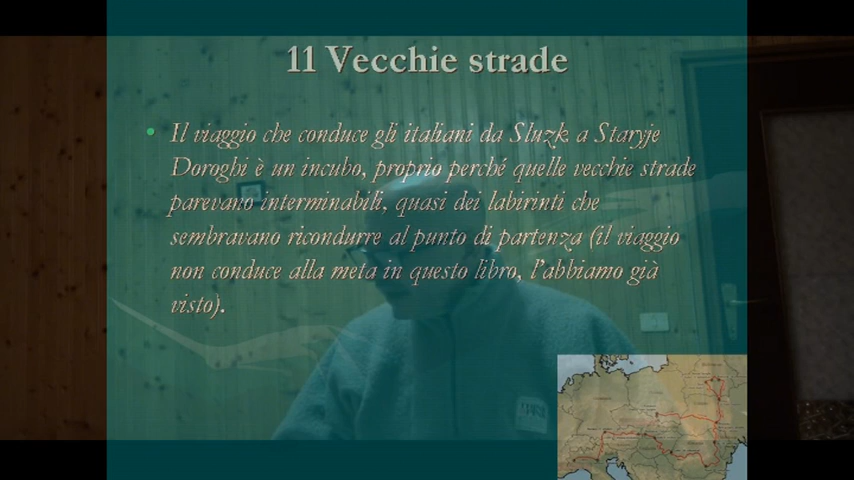 11 Vecchie strade
• Il viaggio che conduce gli italiani da Sluzk a Staryje
Doroghi è un incubo, proprio perché quelle vecchie strade
parevano interminabili, quasi dei labirinti che
sembravano ricondurre al punto di partenza (il viaggio
non conduce alla meta in questo libro, l'abbiamo già
visto).